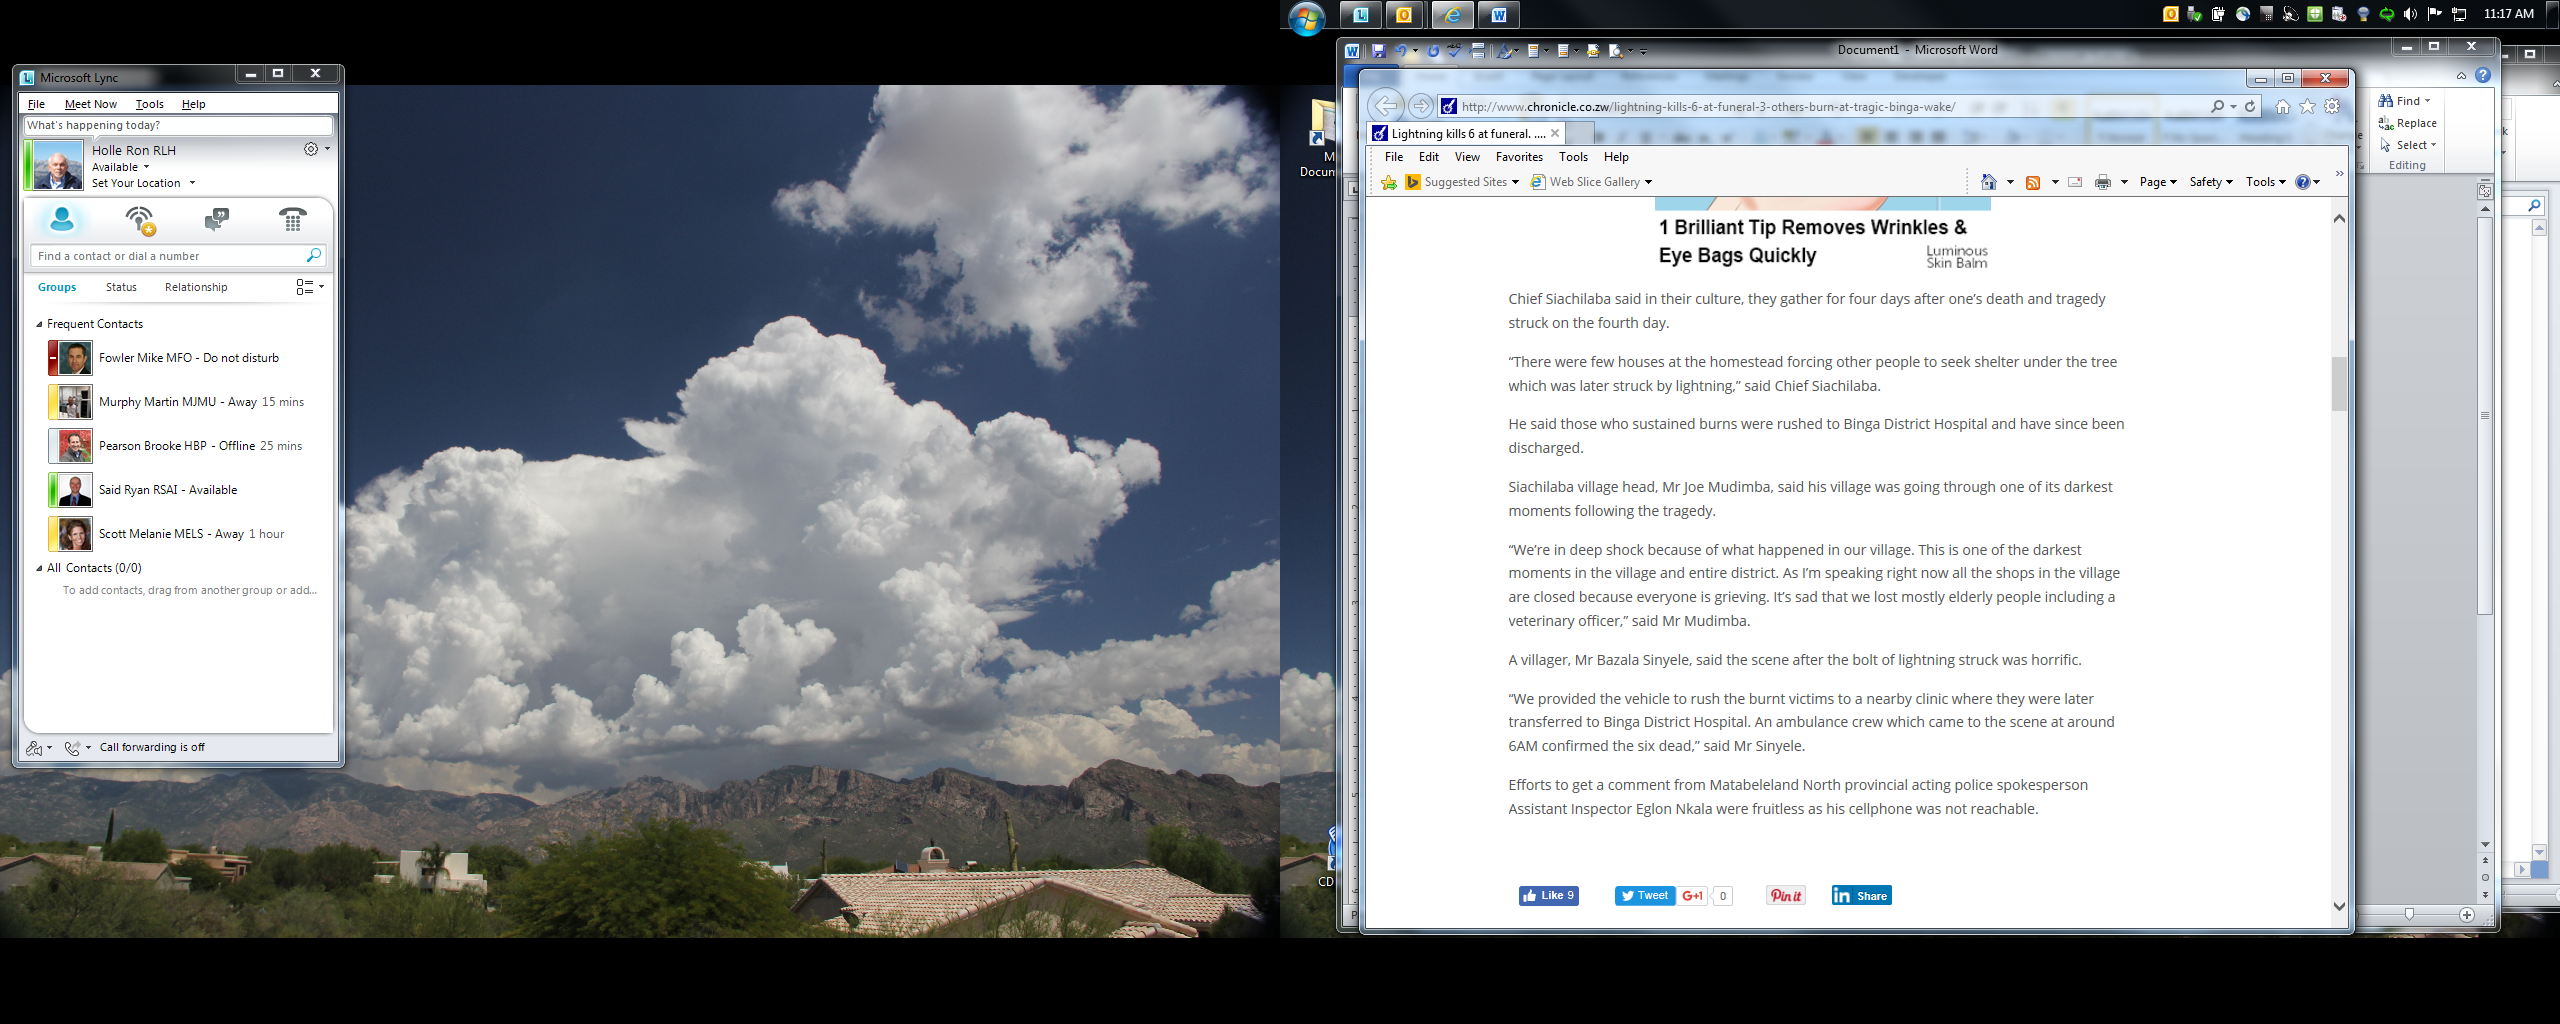 11:17 AM
Microsoft Lync
File Meet Now Tools Help
What's happening today?
Holle Ron RLH
Available
Set Your Location
Find a contact or dial a number
Groups Status Relationship
Frequent Contacts
Fowler Mike MFO - Do not disturb
Murphy Martin MJMU - Away 15 mins
Pearson Brooke HBP - Offline 25 mins
Said Ryan RSAI - Available
Scott Melanie MELS - Away 1 hour
All Contacts (0/0)
To add contacts, drag from another group or add...
Call forwarding is off
Docum
CD
Document1 - Microsoft Word
Find
Replace
Select
Editing
http://www.chronicle.co.zw/lightning-kills-6-at-funeral-3-others-burn-at-tragic-binga-wake/
Lightning kills 6 at funeral. ....
File Edit View Favorites Tools Help
Suggested Sites Web Slice Gallery
Page Safety Tools
1 Brilliant Tip Removes Wrinkles &
Eye Bags Quickly
Luminous
Skin Balm
Chief Siachilaba said in their culture, they gather for four days after one’s death and tragedy
struck on the fourth day.
“There were few houses at the homestead forcing other people to seek shelter under the tree
which was later struck by lightning,” said Chief Siachilaba.
He said those who sustained burns were rushed to Binga District Hospital and have since been
discharged.
Siachilaba village head, Mr Joe Mudimba, said his village was going through one of its darkest
moments following the tragedy.
“We’re in deep shock because of what happened in our village. This is one of the darkest
moments in the village and entire district. As I’m speaking right now all the shops in the village
are closed because everyone is grieving. It’s sad that we lost mostly elderly people including a
veterinary officer,” said Mr Mudimba.
A villager, Mr Bazala Sinyele, said the scene after the bolt of lightning struck was horrific.
“We provided the vehicle to rush the burnt victims to a nearby clinic where they were later
transferred to Binga District Hospital. An ambulance crew which came to the scene at around
6AM confirmed the six dead,” said Mr Sinyele.
Efforts to get a comment from Matabeleland North provincial acting police spokesperson
Assistant Inspector Eglon Nkala were fruitless as his cellphone was not reachable.
Like 9 Tweet G+1 0 Pin it in Share